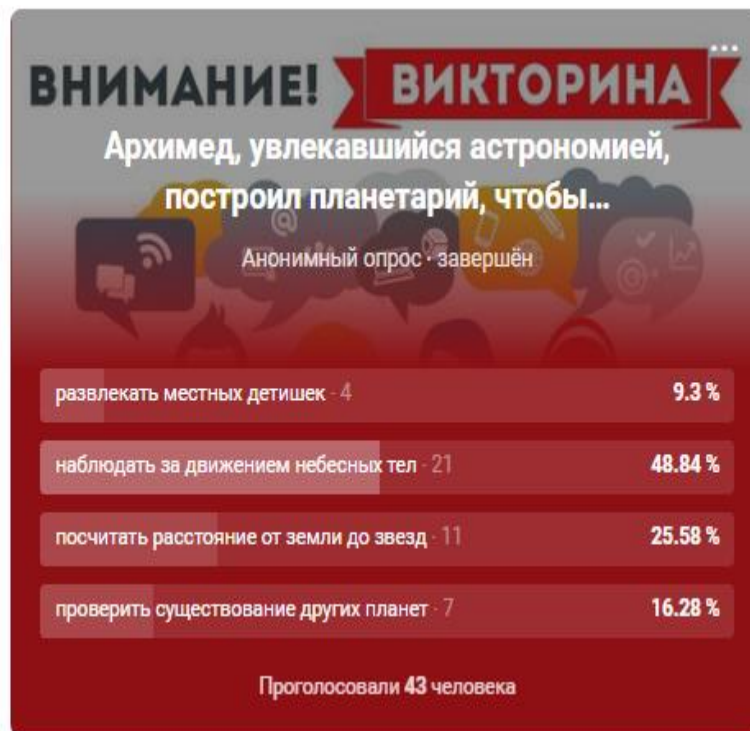 ВНИМАНИЕ! ВИКТОРИНА
Архимед, увлекавшийся астрономией,
построил планетарий, чтобы...
Анонимный опрос · завершён
развлекать местных детишек · 4 9.3 %
наблюдать за движением небесных тел · 21 48.84 %
посчитать расстояние от земли до звезд · 11 25.58 %
проверить существование других планет · 7 16.28 %
Проголосовали 43 человека